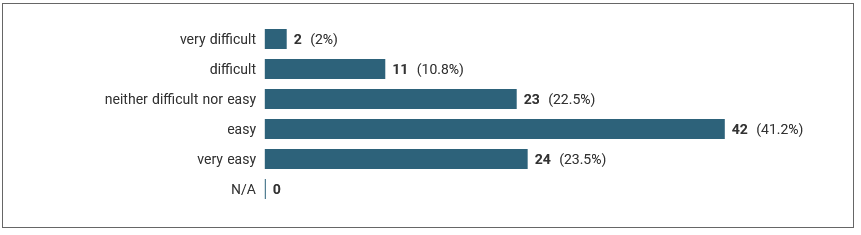 very difficult 2 (2%)
difficult 11 (10.8%)
neither difficult nor easy 23 (22.5%)
easy 42 (41.2%)
very easy 24 (23.5%)
N/A 0